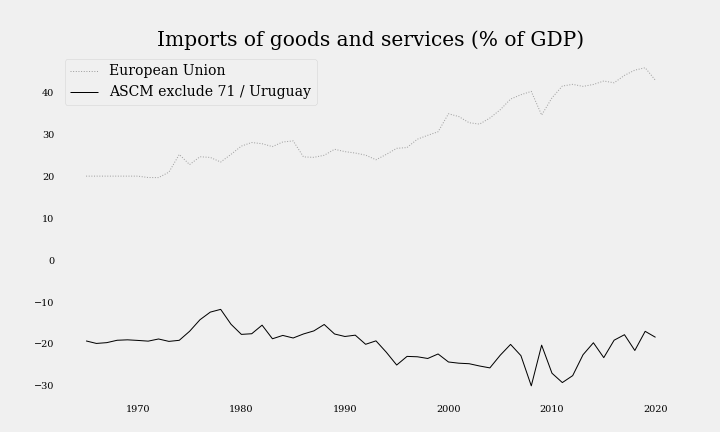 Imports of goods and services (% of GDP)
European Union
ASCM exclude 71 / Uruguay
40
30
20
10
0
−10
−20
−30
1970 1980 1990 2000 2010 2020